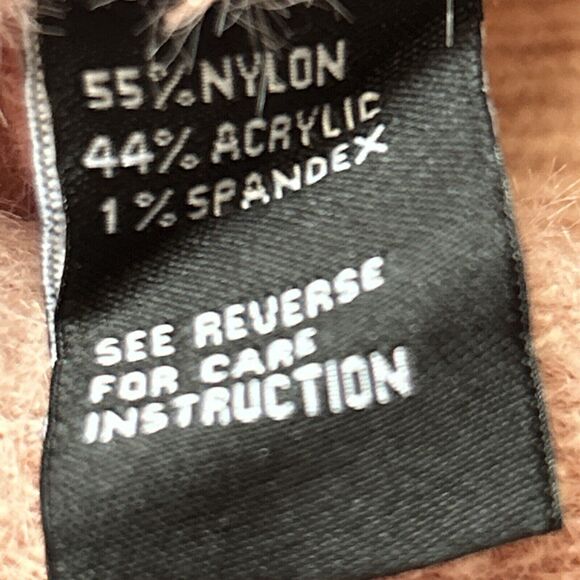 55% NYLON
44% ACRYLIC
1% SPANDEX
SEE REVERSE
FOR CARE
INSTRUCTION